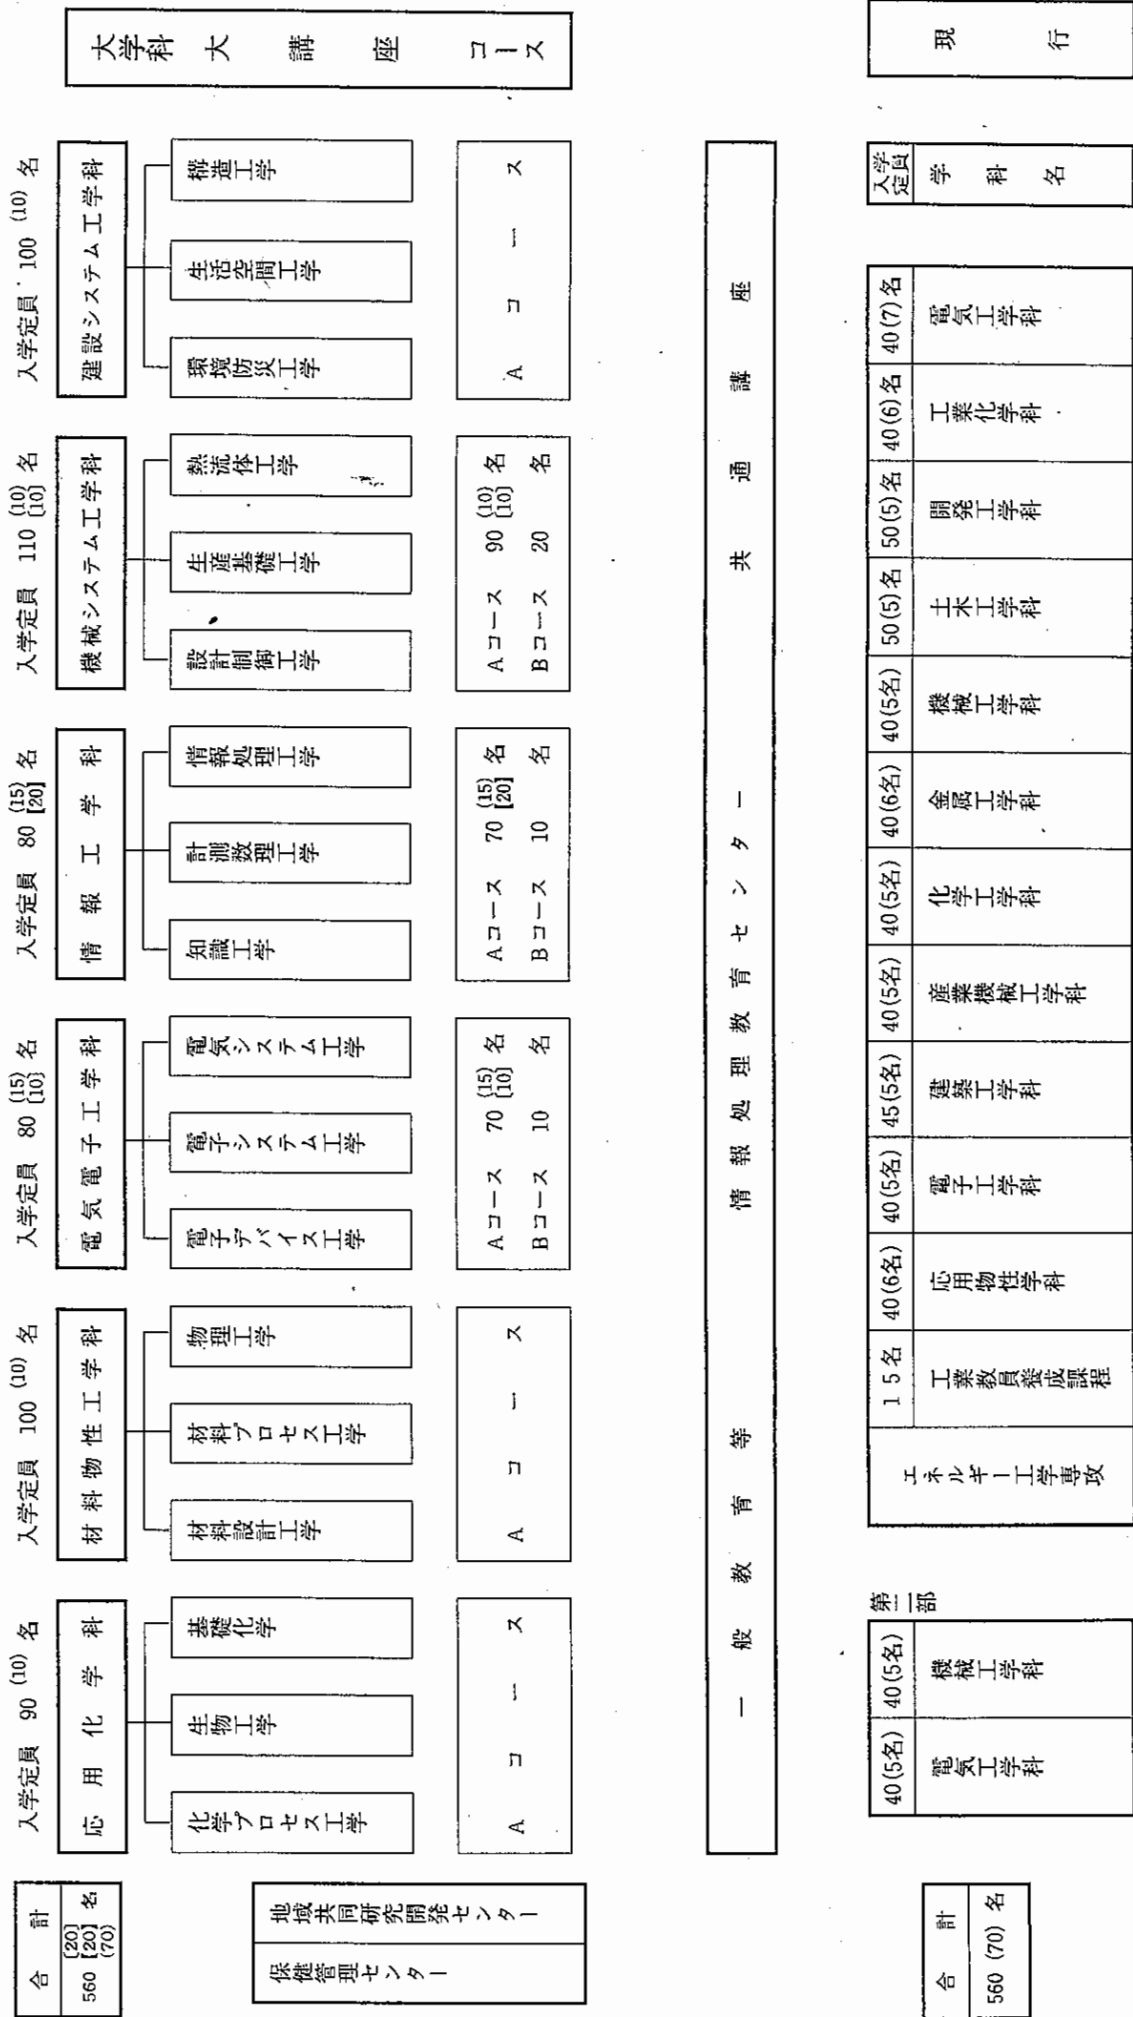 大学科
大講座
コース
入学定員 100 (10) 名
建設システム工学科
構造工学
生活空間工学
環境防災工学
Aコース
入学定員 110 (10) [10] 名
機械システム工学科
熱流体工学
生産基礎工学
設計制御工学
Aコース 90 (10) [10] 名
Bコース 20 名
入学定員 80 (15) [20] 名
情報工学科
情報処理工学
計測数理工学
知識工学
Aコース 70 (15) [20] 名
Bコース 10 名
入学定員 80 (15) [10] 名
電気電子工学科
電気システム工学
電子システム工学
電子デバイス工学
Aコース 70 (15) [10] 名
Bコース 10 名
入学定員 100 (10) 名
材料物性工学科
物理工学
材料プロセス工学
材料設計工学
Aコース
入学定員 90 (10) 名
応用化学科
基礎化学
生物工学
化学プロセス工学
Aコース
合計
560 [20] 【20】 (70) 名
地域共同研究開発センター
保健管理センター
一般教育等 情報処理教育センター 共通講座
現行
入学定員
学科名
40(7)名
電気工学科
40(6)名
工業化学科
50(5)名
開発工学科
50(5)名
土木工学科
40(5名)
機械工学科
40(6名)
金属工学科
40(5名)
化学工学科
40(5名)
産業機械工学科
45(5名)
建築工学科
40(5名)
電子工学科
40(6名)
応用物性学科
15名
工業教員養成課程
エネルギー工学専攻
第二部
40(5名)
機械工学科
40(5名)
電気工学科
合計
560 (70) 名